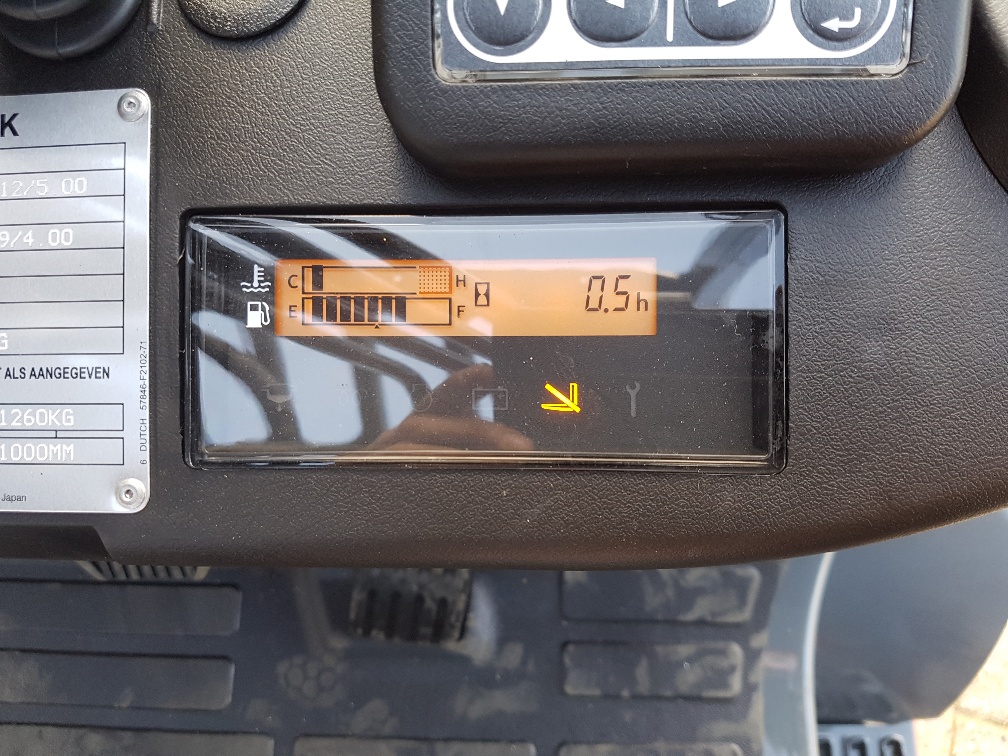 K
12/5.00
9/4.00
G
T ALS AANGEGEVEN
1260KG
1000MM
Japan
6 DUTCH 57846-F2102-71
C H
E F
0.5h